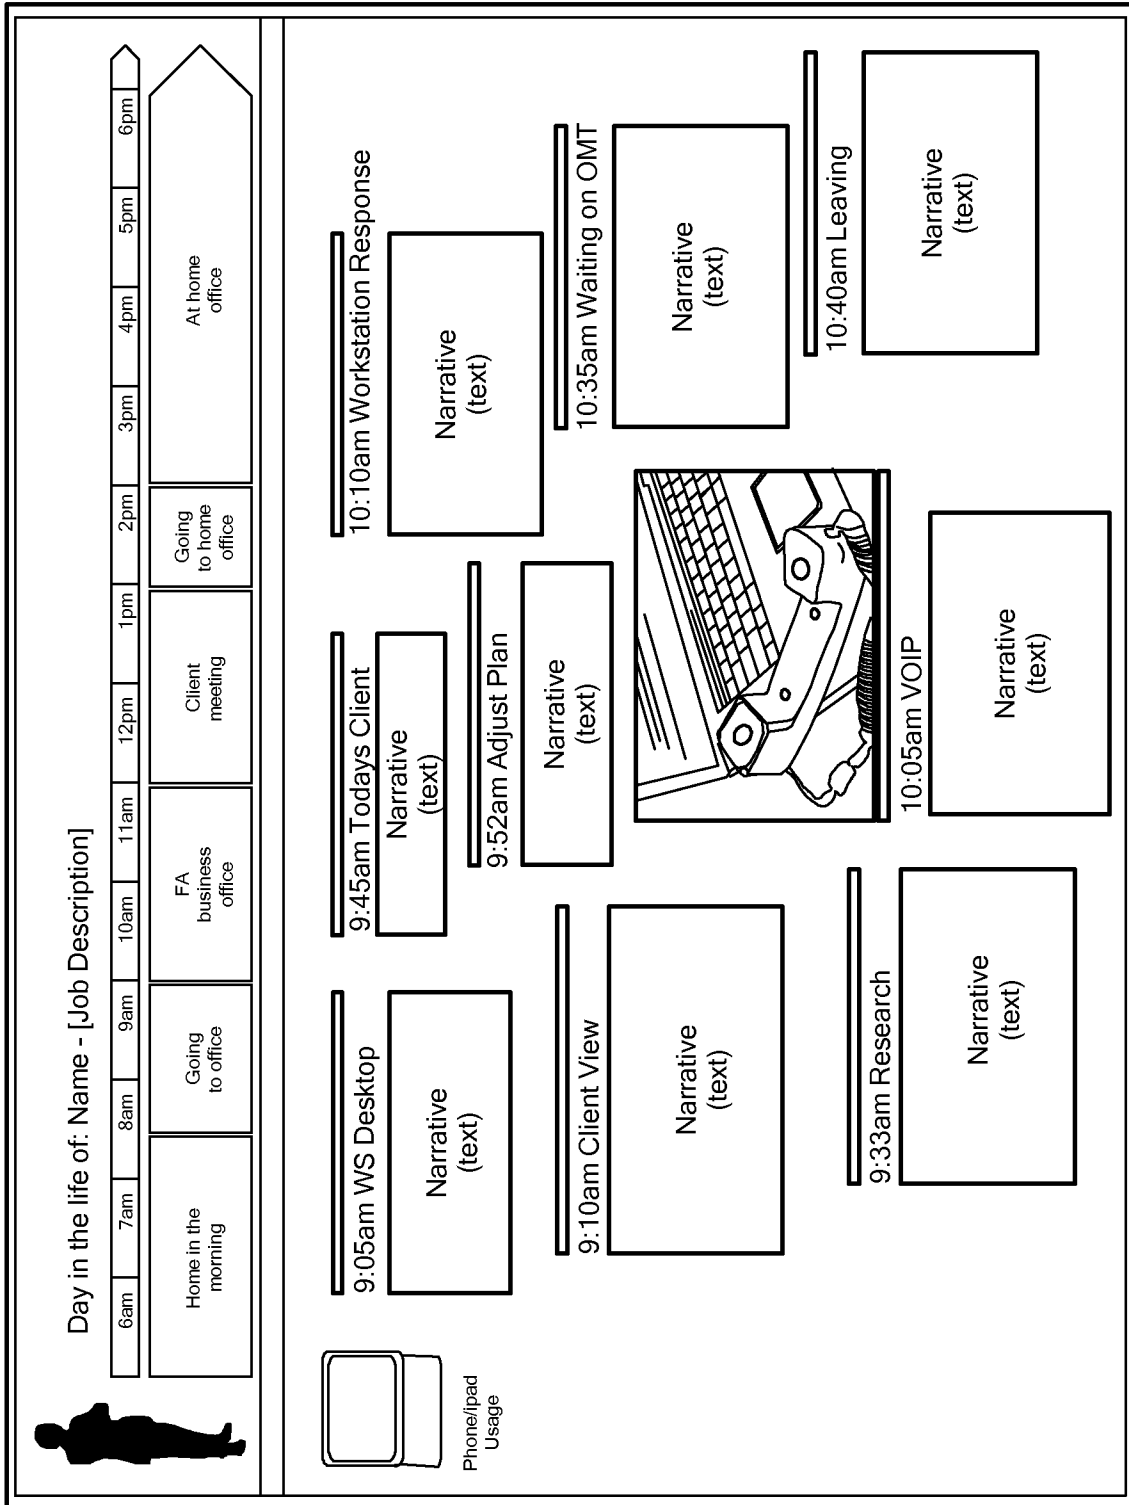 Day in the life of: Name - [Job Description]
6am
7am
8am
9am
10am
11am
12pm
1pm
2pm
3pm
4pm
5pm
6pm
Home in the
morning
Going
to office
FA
business
office
Client
meeting
Going
to home
office
At home
office
Phone/ipad
Usage
9:05am WS Desktop
Narrative
(text)
9:10am Client View
Narrative
(text)
9:33am Research
Narrative
(text)
9:45am Todays Client
Narrative
(text)
9:52am Adjust Plan
Narrative
(text)
10:05am VOIP
Narrative
(text)
10:10am Workstation Response
Narrative
(text)
10:35am Waiting on OMT
Narrative
(text)
10:40am Leaving
Narrative
(text)